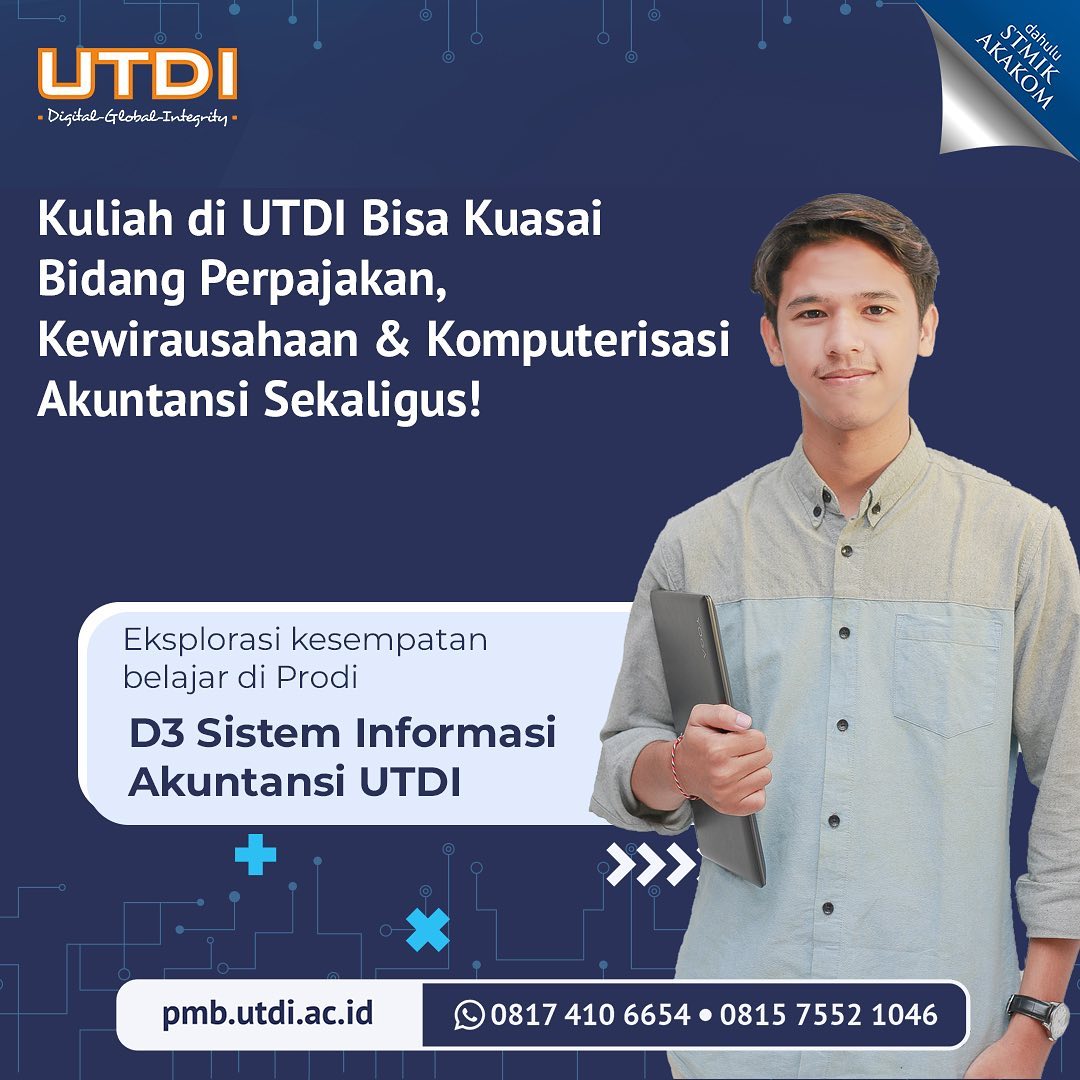 UTDI
Digital-Global-Integrity
dahulu
STMIK
AKAKOM
Kuliah di UTDI Bisa Kuasai
Bidang Perpajakan,
Kewirausahaan & Komputerisasi
Akuntansi Sekaligus!
Eksplorasi kesempatan
belajar di Prodi
D3 Sistem Informasi
Akuntansi UTDI
YOGA
pmb.utdi.ac.id
0817 410 6654 • 0815 7552 1046